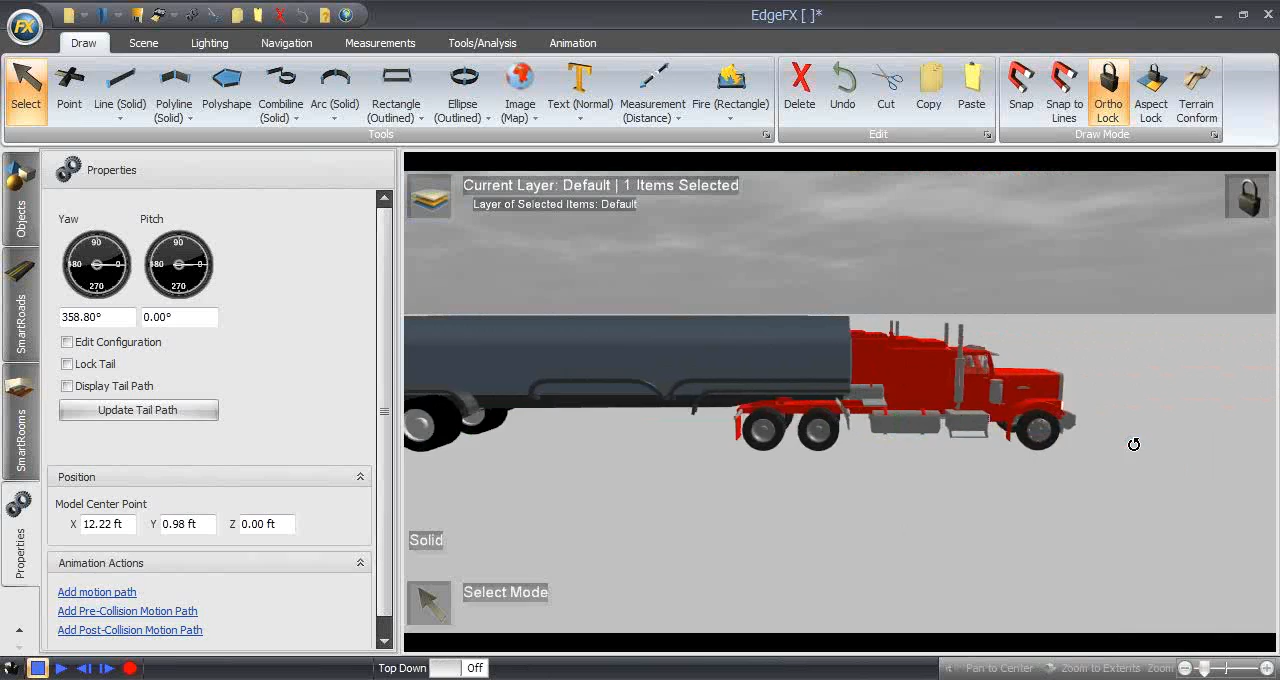 EdgeFX [ ]*
FX
Draw Scene Lighting Navigation Measurements Tools/Analysis Animation
Select Point Line (Solid) Polyline (Solid) Polyshape Combine (Solid) Arc (Solid) Rectangle (Outlined) Ellipse (Outlined) Image (Map) Text (Normal) Measurement (Distance) Fire (Rectangle) Delete Undo Cut Copy Paste Snap Snap to Lines Ortho Lock Aspect Lock Terrain Conform
Tools Edit Draw Mode
Objects
SmartRoads
SmartRooms
Properties
Properties
Yaw Pitch
90 90
180 0 180 0
270 270
358.80° 0.00°
Edit Configuration
Lock Tail
Display Tail Path
Update Tail Path
Position
Model Center Point
X 12.22 ft Y 0.98 ft Z 0.00 ft
Animation Actions
Add motion path
Add Pre-Collision Motion Path
Add Post-Collision Motion Path
Current Layer: Default | 1 Items Selected
Layer of Selected Items: Default
Solid
Select Mode
Top Down Off
Pan to Center Zoom to Extents Zoom